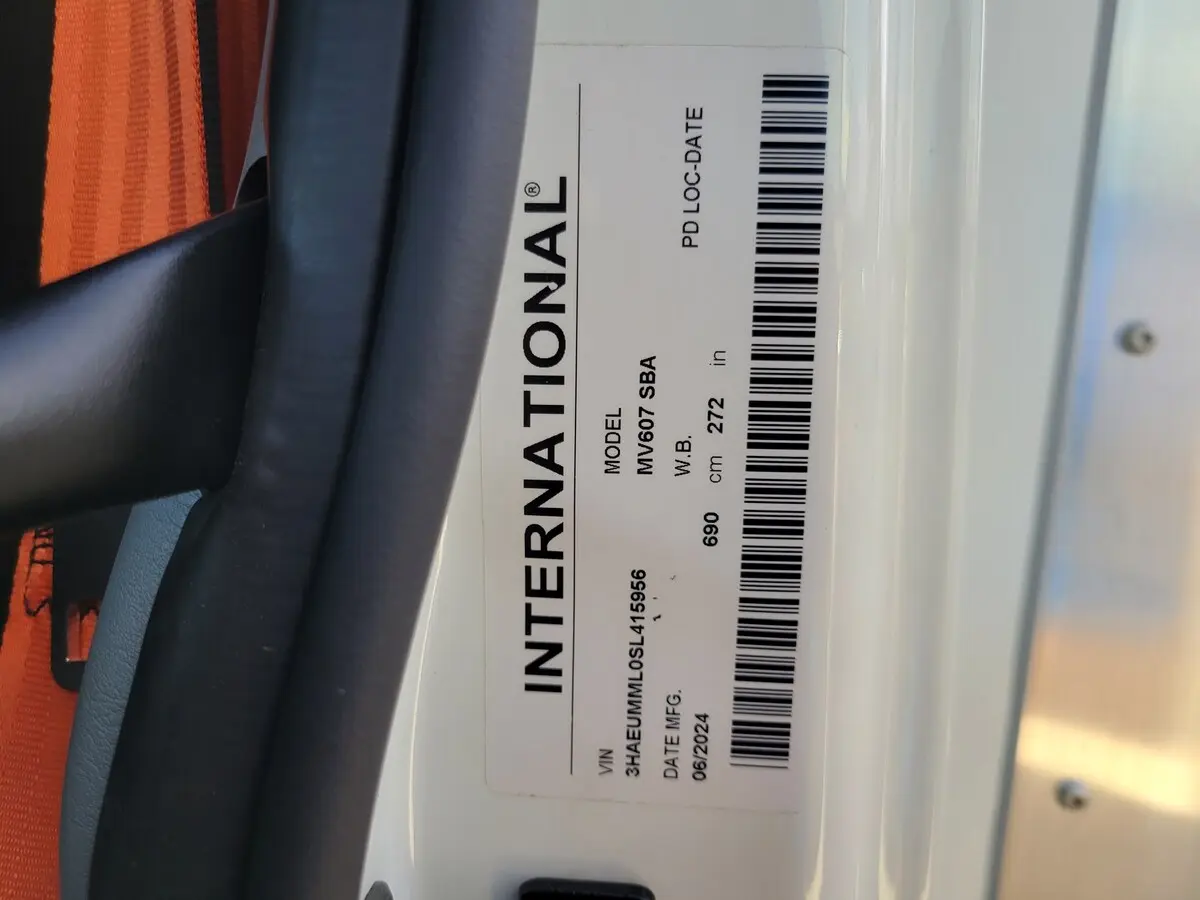 INTERNATIONAL®
VIN
3HAEUMML0SL415956
MODEL
MV607 SBA
DATE MFG.
06/2024
W.B.
690 cm 272 in
PD LOC-DATE